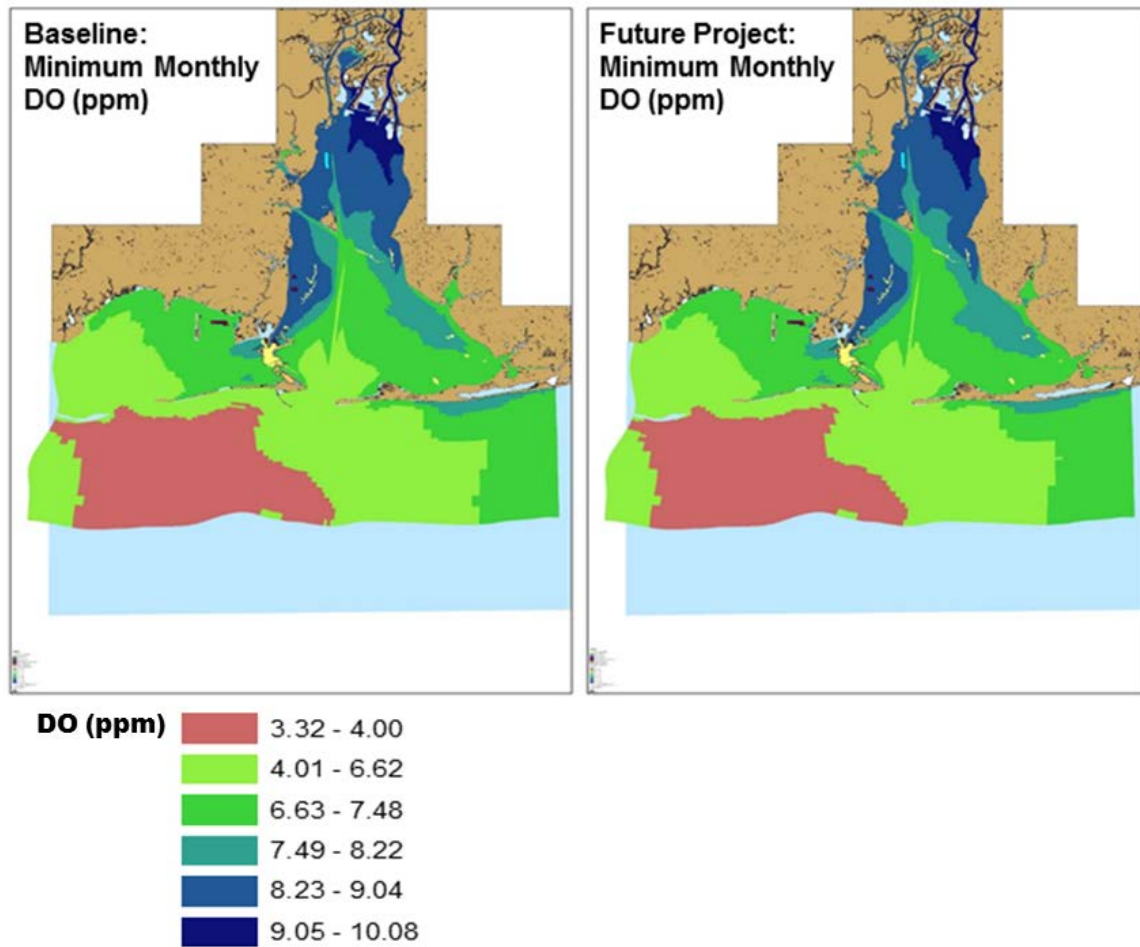 Baseline:
Minimum Monthly
DO (ppm)
Future Project:
Minimum Monthly
DO (ppm)
DO (ppm)
3.32 - 4.00
4.01 - 6.62
6.63 - 7.48
7.49 - 8.22
8.23 - 9.04
9.05 - 10.08